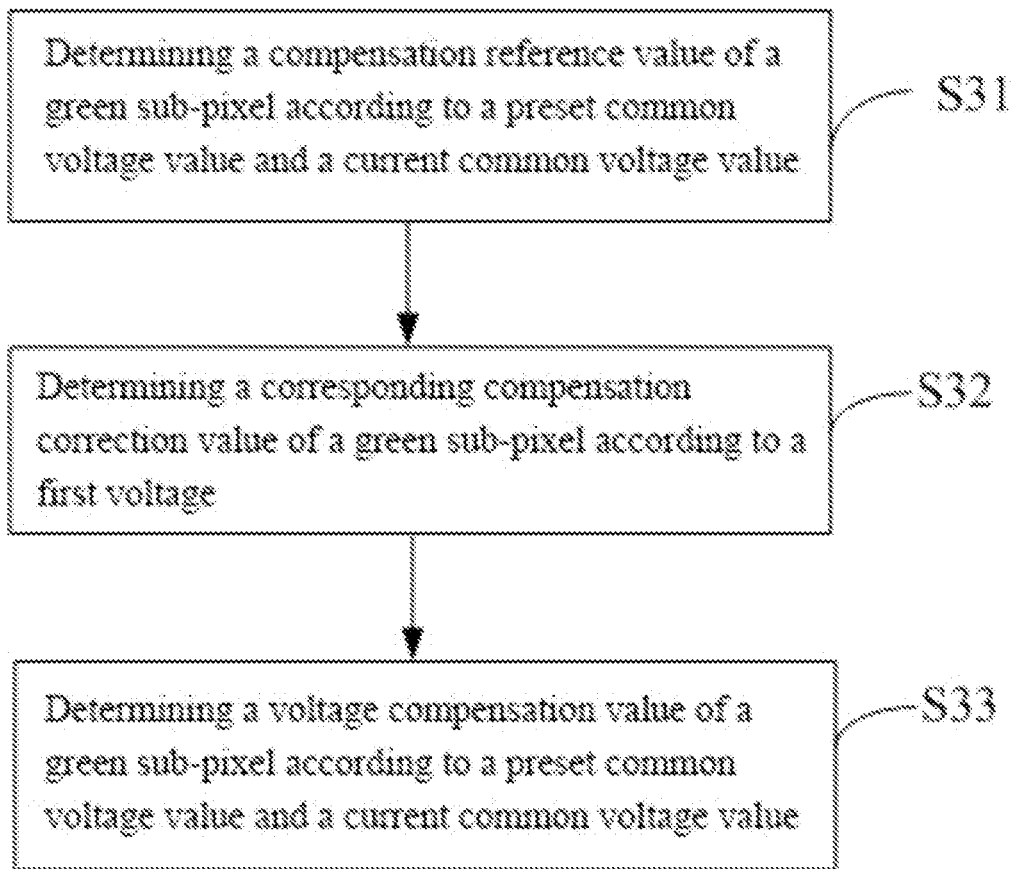 Determining a compensation reference value of a
green sub-pixel according to a preset common
voltage value and a current common voltage value
S31
Determining a corresponding compensation
correction value of a green sub-pixel according to a
first voltage
S32
Determining a voltage compensation value of a
green sub-pixel according to a preset common
voltage value and a current common voltage value
S33